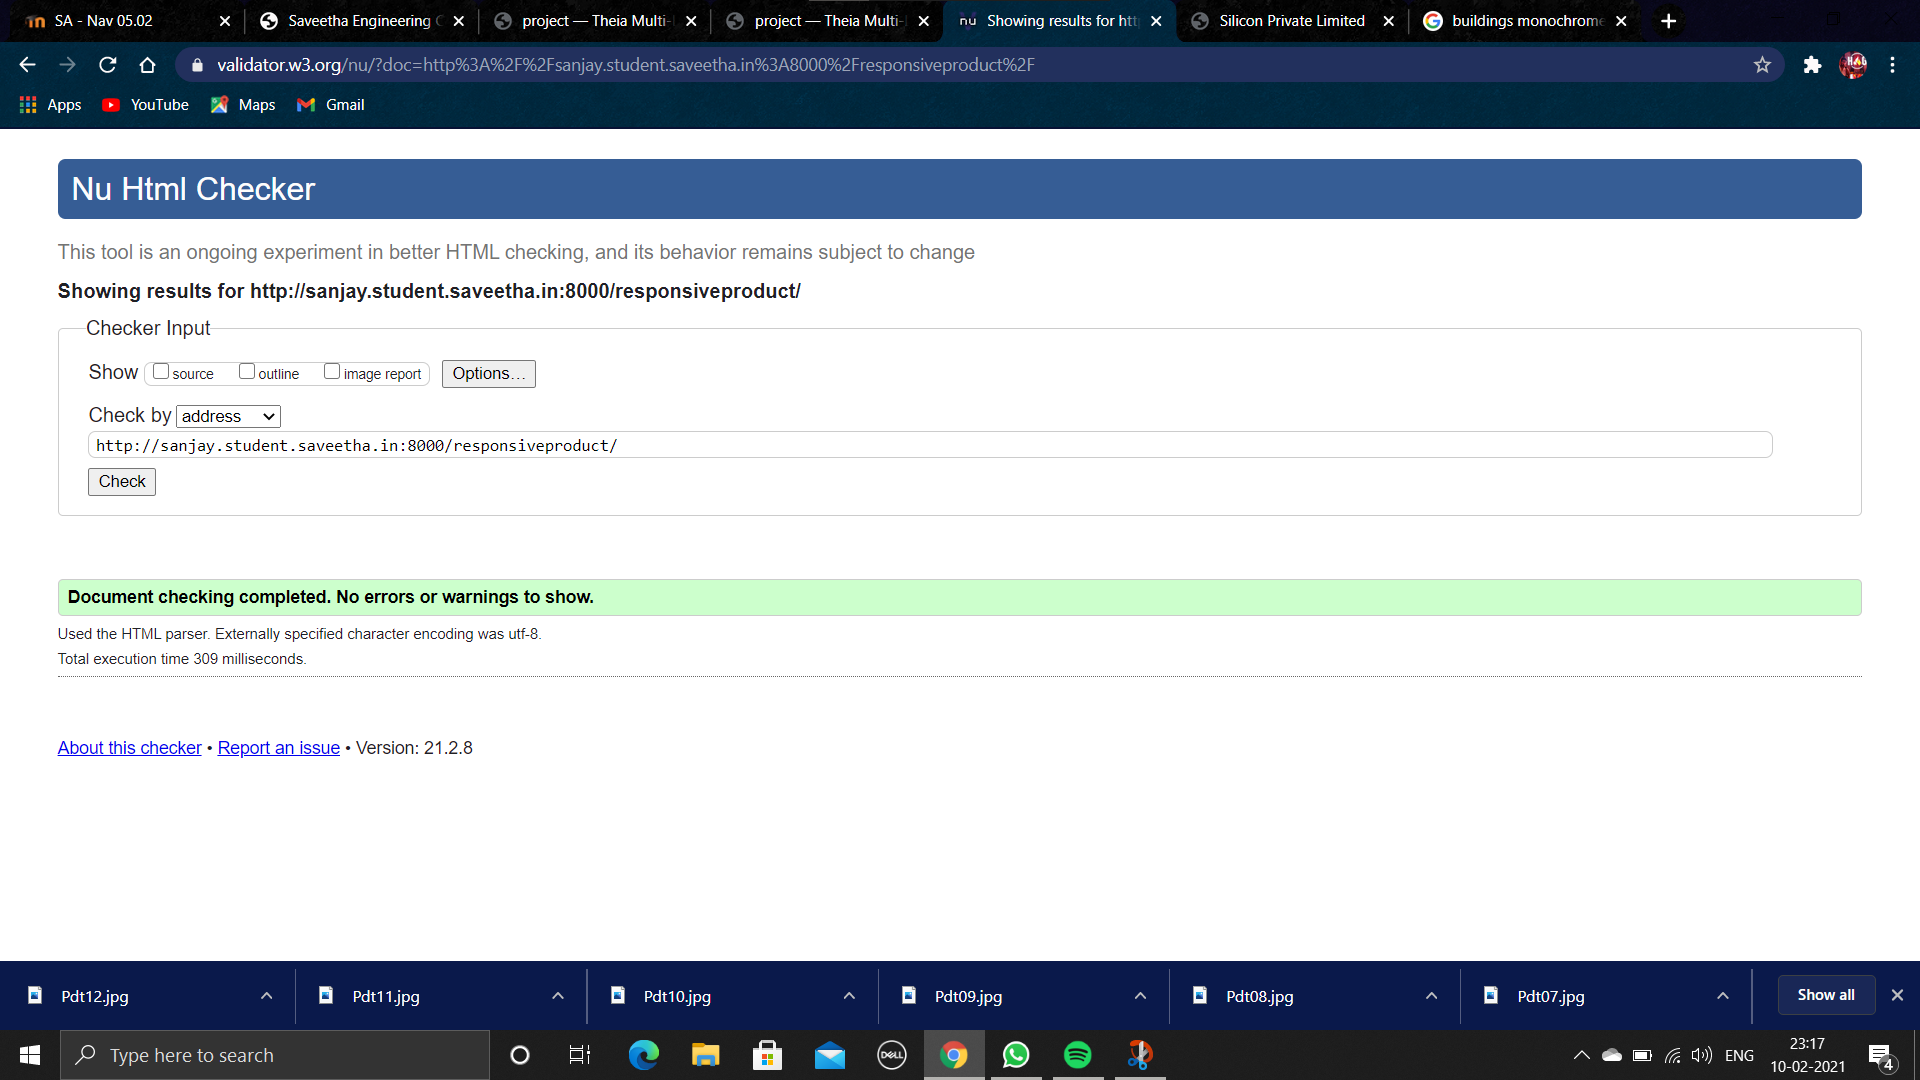 SA - Nav 05.02
Saveetha Engineering C
project — Theia Multi-
project — Theia Multi-
nu Showing results for htt
Silicon Private Limited
buildings monochrome
validator.w3.org/nu/?doc=http%3A%2F%2Fsanjay.student.saveetha.in%3A8000%2Fresponsiveproduct%2F
Apps YouTube Maps Gmail
Nu Html Checker
This tool is an ongoing experiment in better HTML checking, and its behavior remains subject to change
Showing results for http://sanjay.student.saveetha.in:8000/responsiveproduct/
Checker Input
Show source outline image report Options...
Check by address
http://sanjay.student.saveetha.in:8000/responsiveproduct/
Check
Document checking completed. No errors or warnings to show.
Used the HTML parser. Externally specified character encoding was utf-8.
Total execution time 309 milliseconds.
About this checker • Report an issue • Version: 21.2.8
Pdt12.jpg Pdt11.jpg Pdt10.jpg Pdt09.jpg Pdt08.jpg Pdt07.jpg Show all
Type here to search
DELL
ENG
23:17
10-02-2021
4